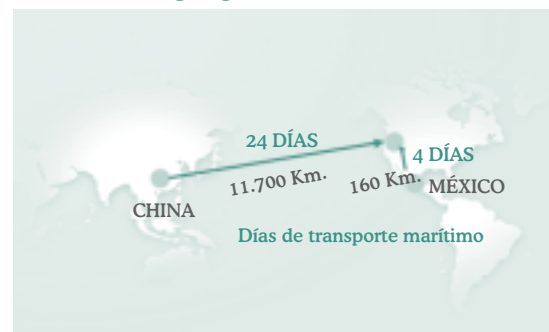 24 DÍAS
4 DÍAS
11.700 Km.
160 Km.
MÉXICO
CHINA
Días de transporte marítimo